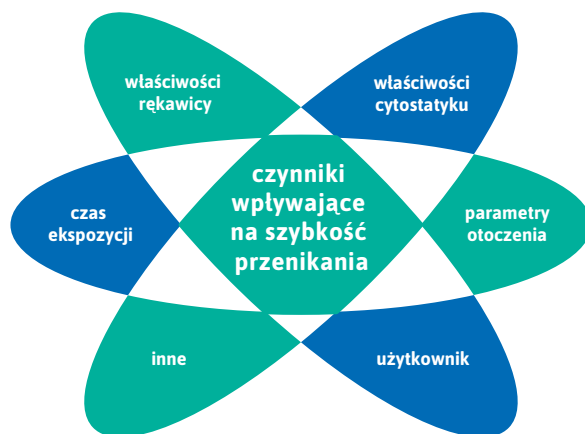 właściwości
rękawicy
właściwości
cytostatyku
czynniki
wpływające
na szybkość
przenikania
czas
ekspozycji
parametry
otoczenia
inne
użytkownik